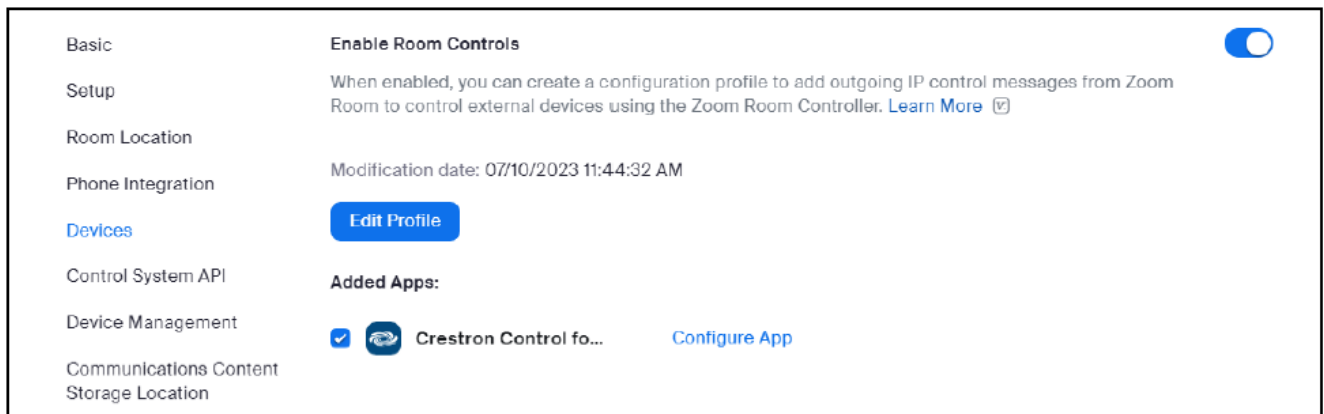 Basic
Setup
Room Location
Phone Integration
Devices
Control System API
Device Management
Communications Content
Storage Location
Enable Room Controls
When enabled, you can create a configuration profile to add outgoing IP control messages from Zoom
Room to control external devices using the Zoom Room Controller. Learn More
Modification date: 07/10/2023 11:44:32 AM
Edit Profile
Added Apps:
Crestron Control fo...
Configure App